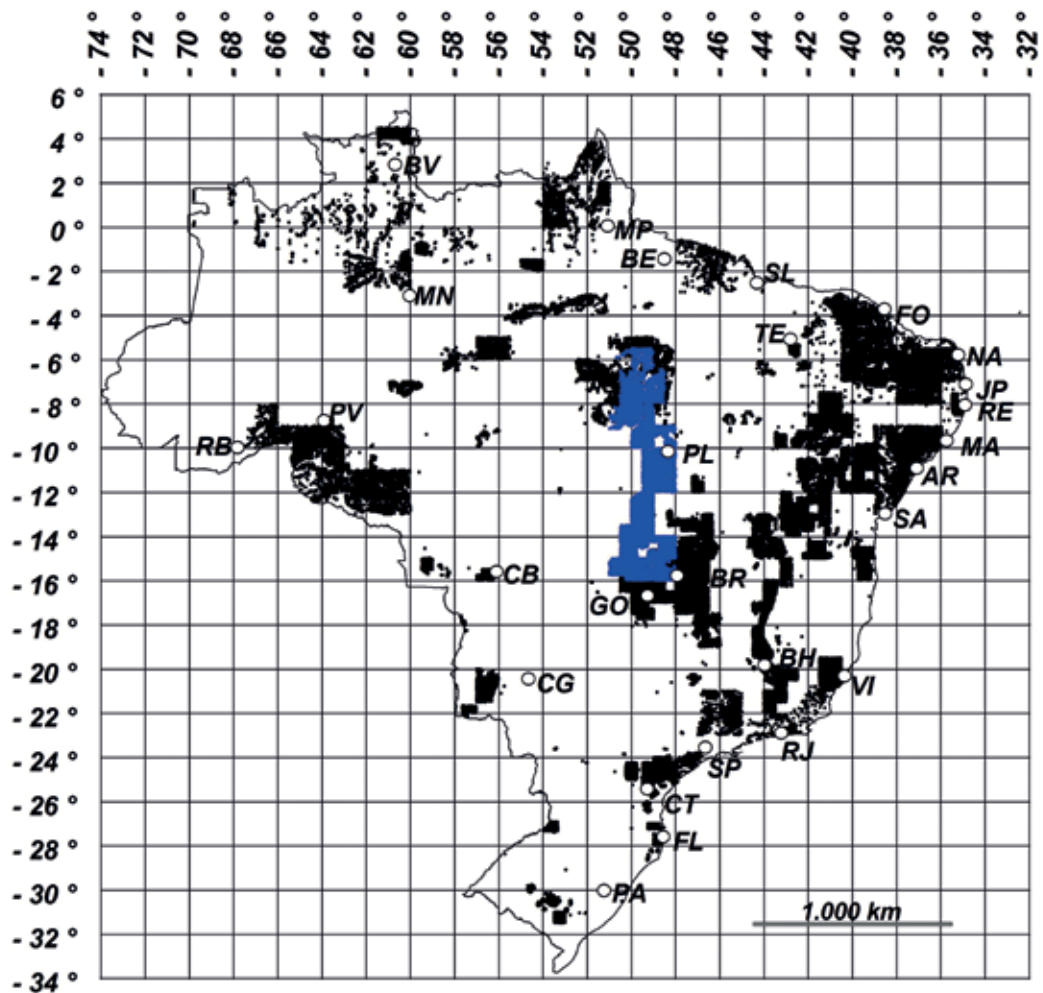 - 74 °
- 72 °
- 70 °
- 68 °
- 66 °
- 64 °
- 62 °
- 60 °
- 58 °
- 56 °
- 54 °
- 52 °
- 50 °
- 48 °
- 46 °
- 44 °
- 42 °
- 40 °
- 38 °
- 36 °
- 34 °
- 32 °
6 °
4 °
BV
2 °
0 °
MP
BE
- 2 °
SL
MN
- 4 °
FO
TE
- 6 °
NA
JP
- 8 °
PV
RE
RB
- 10 °
PL
MA
AR
- 12 °
SA
- 14 °
CB
BR
- 16 °
GO
- 18 °
BH
- 20 °
CG
VI
- 22 °
RJ
SP
- 24 °
CT
- 26 °
FL
- 28 °
PA
- 30 °
1.000 km
- 32 °
- 34 °